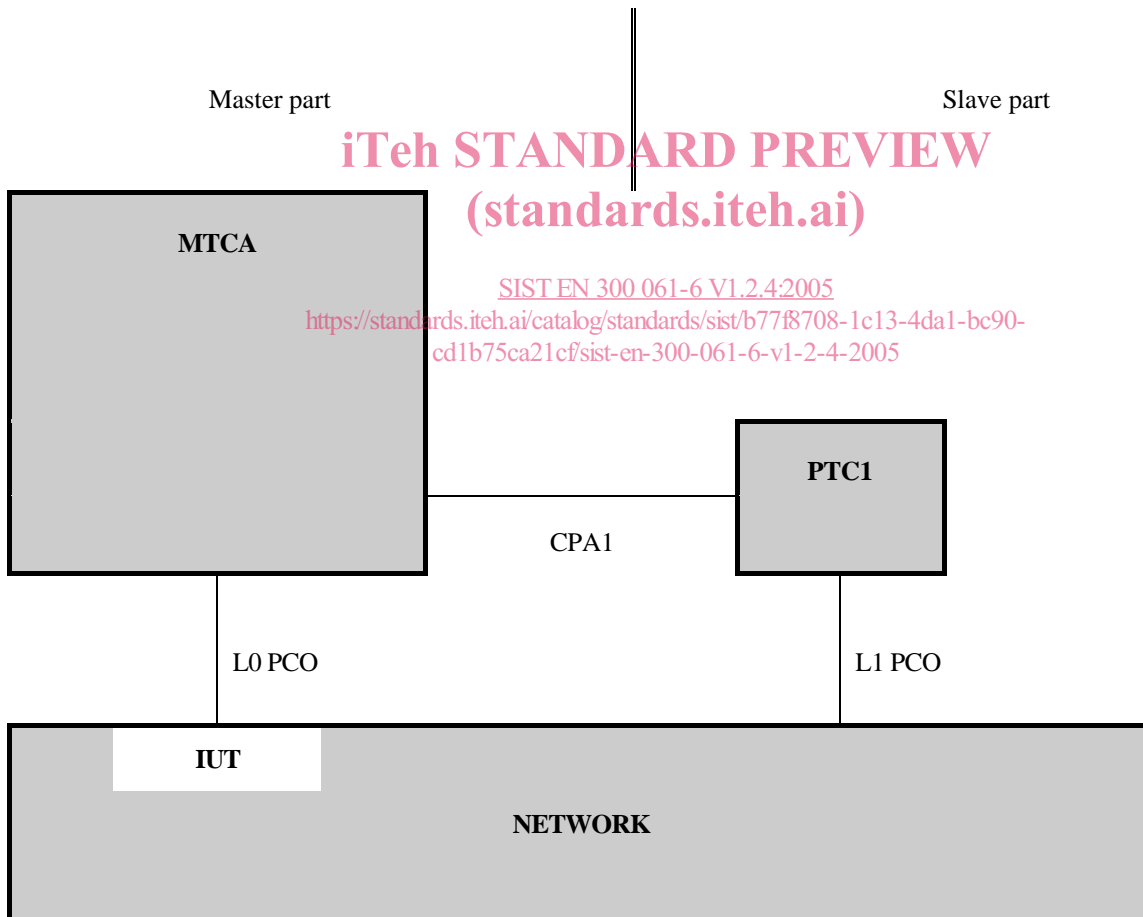 Master part
Slave part
iTeh STANDARD PREVIEW
(standards.iteh.ai)
MTCA
SIST EN 300 061-6 V1.2.4:2005
https://standards.iteh.ai/catalog/standards/sist/b77f8708-1c13-4da1-bc90-
cd1b75ca21cf/sist-en-300-061-6-v1-2-4-2005
PTC1
CPA1
L0 PCO
L1 PCO
IUT
NETWORK